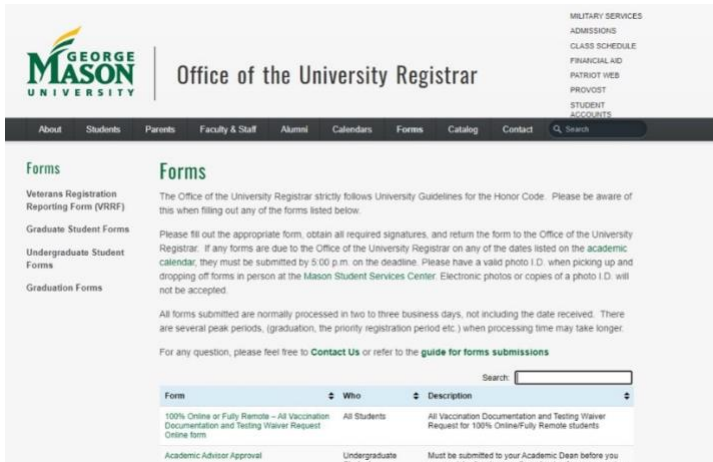 GEORGE
MASON
UNIVERSITY
Office of the University Registrar
MILITARY SERVICES
ADMISSIONS
CLASS SCHEDULE
FINANCIAL AID
PATRIOT WEB
PROVOST
STUDENT
ACCOUNTS
About Students Parents Faculty & Staff Alumni Calendars Forms Catalog Contact Search
Forms
Veterans Registration
Reporting Form (VRRF)
Graduate Student Forms
Undergraduate Student
Forms
Graduation Forms
Forms
The Office of the University Registrar strictly follows University Guidelines for the Honor Code. Please be aware of
this when filling out any of the forms listed below.
Please fill out the appropriate form, obtain all required signatures, and return the form to the Office of the University
Registrar. If any forms are due to the Office of the University Registrar on any of the dates listed on the academic
calendar, they must be submitted by 5:00 p.m. on the deadline. Please have a valid photo I.D. when picking up and
dropping off forms in person at the Mason Student Services Center. Electronic photos or copies of a photo I.D. will
not be accepted.
All forms submitted are normally processed in two to three business days, not including the date received. There
are several peak periods, (graduation, the priority registration period etc.) when processing time may take longer.
For any question, please feel free to Contact Us or refer to the guide for forms submissions
Search:
Form Who Description
100% Online or Fully Remote – All Vaccination All Students All Vaccination Documentation and Testing Waiver
Documentation and Testing Waiver Request Request for 100% Online/Fully Remote students
Online form
Academic Advisor Approval Undergraduate Must be submitted to your Academic Dean before you